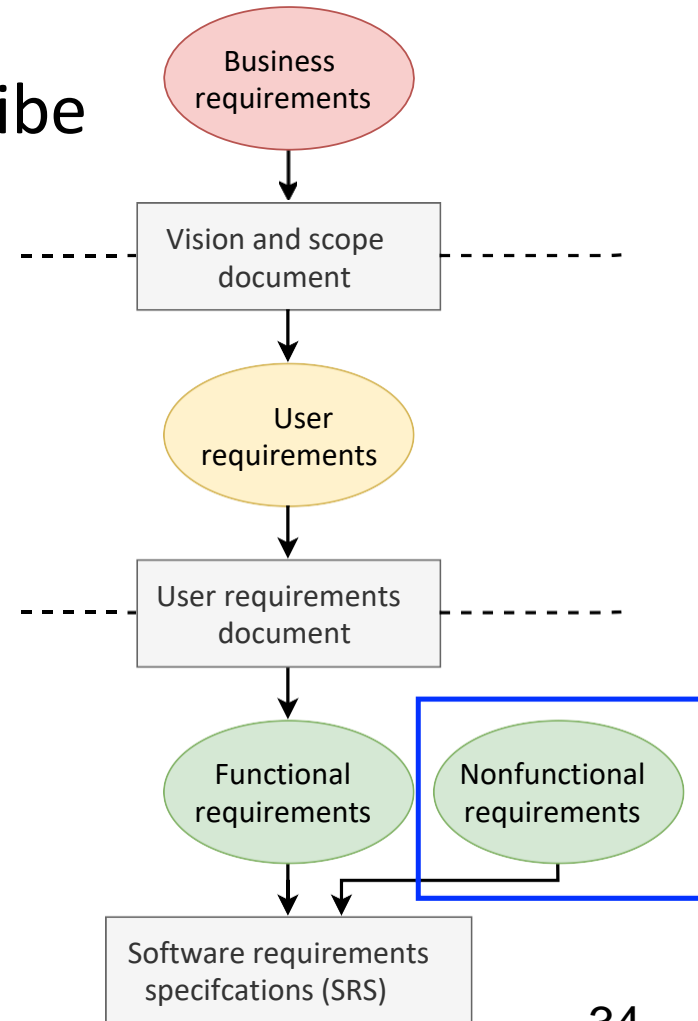 ibe
Business
requirements
Vision and scope
document
User
requirements
User requirements
document
Functional
requirements
Nonfunctional
requirements
Software requirements
specifcations (SRS)
34